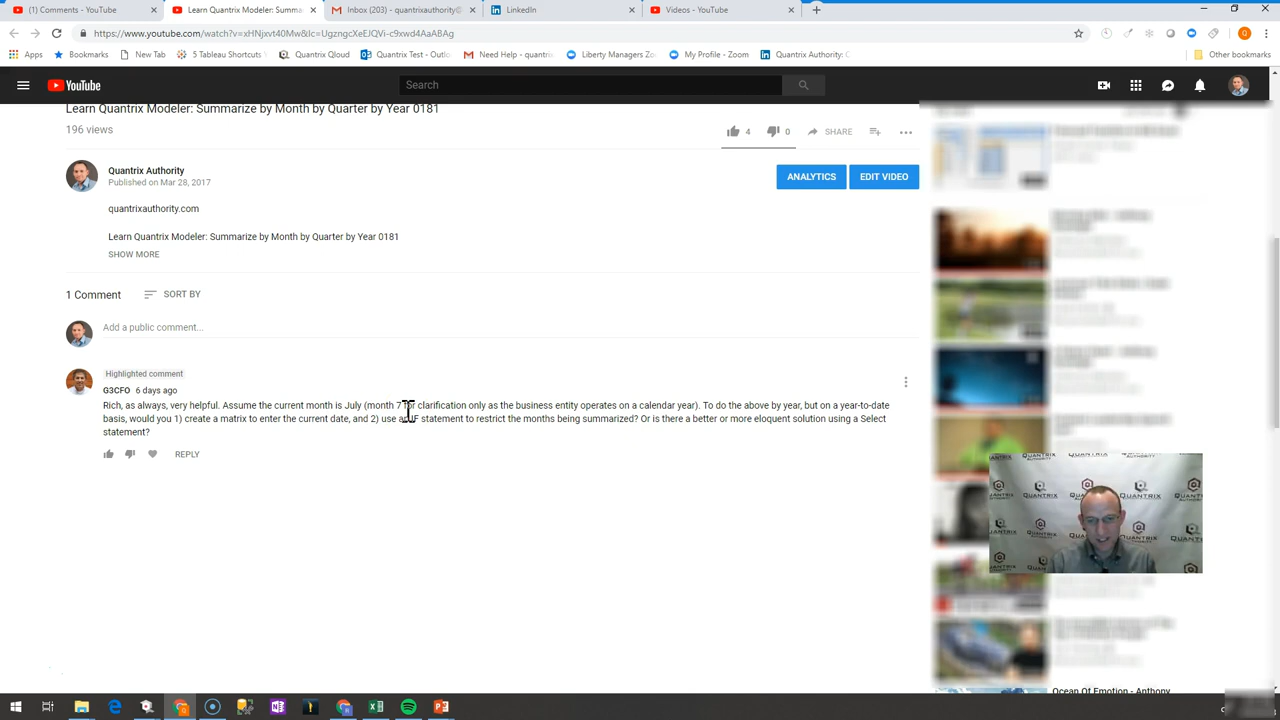 (1) Comments - YouTube
Learn Quantrix Modeler: Summa
Inbox (203) - quantrixauthority@
LinkedIn
Videos - YouTube
https://www.youtube.com/watch?v=xHNjxvt40Mw&lc=UgzngcXeEJQVi-c9xwd4AaABAg
Apps
Bookmarks
New Tab
5 Tableau Shortcuts
Quantrix Qloud
Quantrix Test - Outlo
Need Help - quantri
Liberty Managers Zo
My Profile - Zoom
Quantrix Authority: C
Other bookmarks
YouTube
Search
Learn Quantrix Modeler: Summarize by Month by Quarter by Year 0181
196 views
4
0
SHARE
Quantrix Authority
Published on Mar 28, 2017
ANALYTICS
EDIT VIDEO
quantrixauthority.com
Learn Quantrix Modeler: Summarize by Month by Quarter by Year 0181
SHOW MORE
1 Comment
SORT BY
Add a public comment...
Highlighted comment
G3CFO 6 days ago
Rich, as always, very helpful. Assume the current month is July (month 7 for clarification only as the business entity operates on a calendar year). To do the above by year, but on a year-to-date
basis, would you 1) create a matrix to enter the current date, and 2) use an IF statement to restrict the months being summarized? Or is there a better or more eloquent solution using a Select
statement?
REPLY
QUANTRIX
Ocean Of Emotion - Anthony